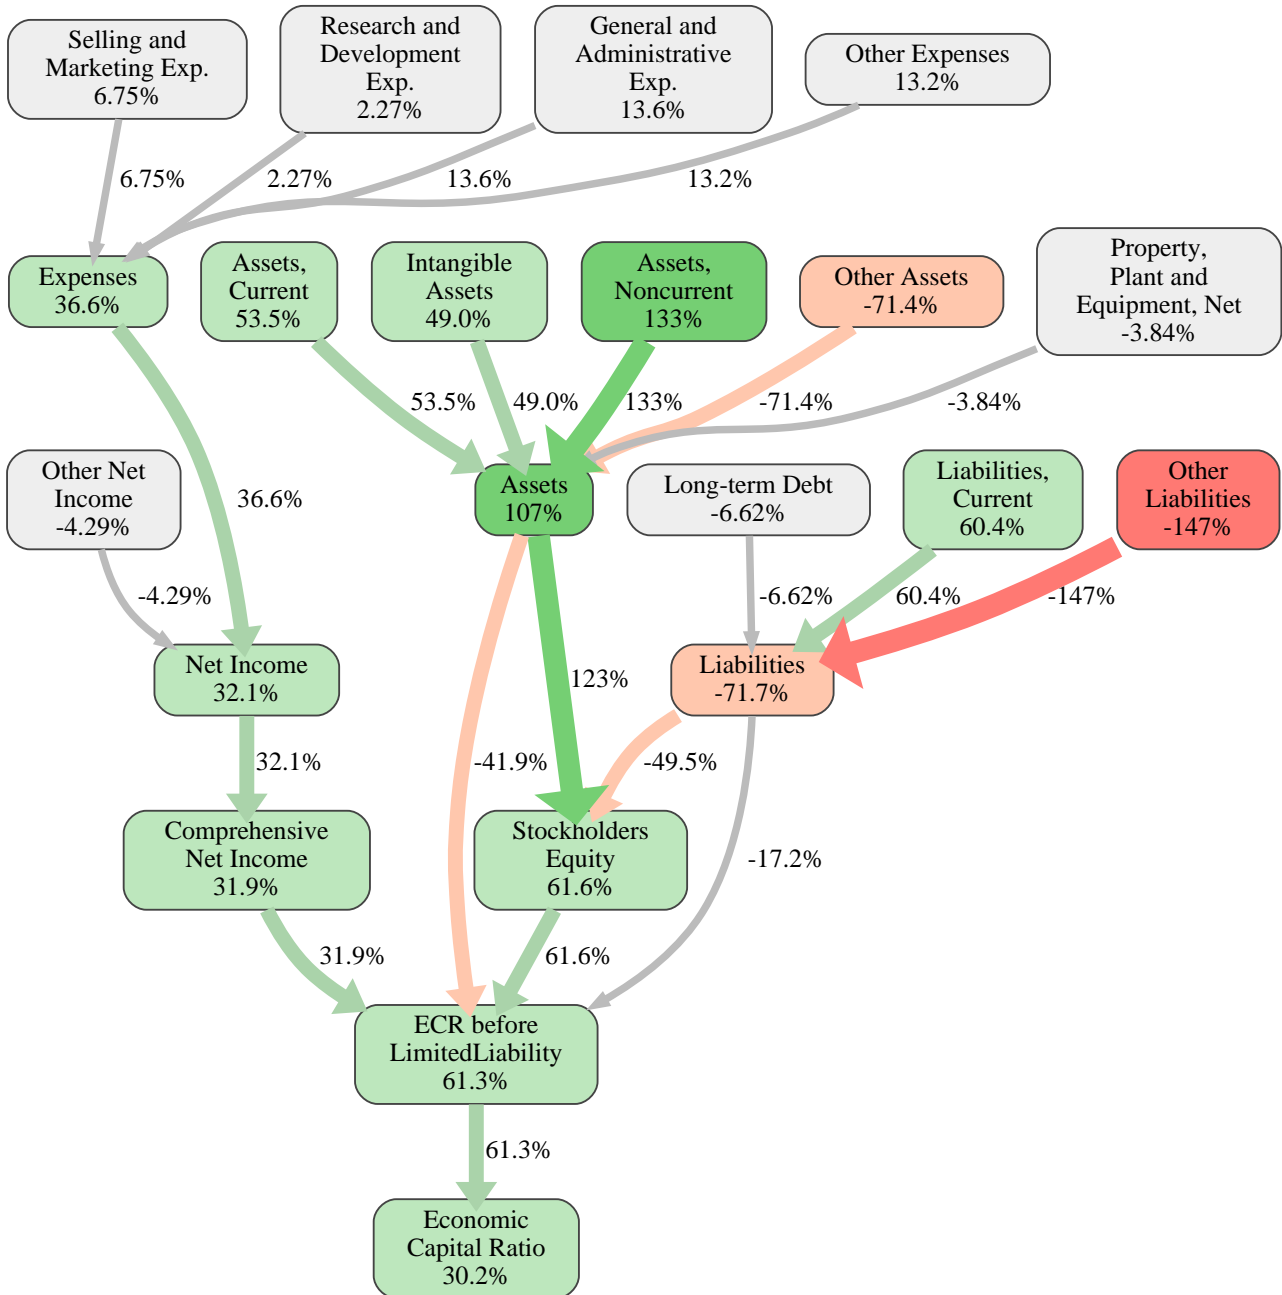 Selling and
Marketing Exp.
6.75%
Research and
Development
Exp.
2.27%
General and
Administrative
Exp.
13.6%
Other Expenses
13.2%
6.75%
2.27%
13.6%
13.2%
Expenses
36.6%
Assets,
Current
53.5%
Intangible
Assets
49.0%
Assets,
Noncurrent
133%
Other Assets
-71.4%
Property,
Plant and
Equipment, Net
-3.84%
53.5%
49.0%
133%
-71.4%
-3.84%
Other Net
Income
-4.29%
36.6%
Assets
107%
Long-term Debt
-6.62%
Liabilities,
Current
60.4%
Other
Liabilities
-147%
-4.29%
-6.62%
60.4%
-147%
Net Income
32.1%
123%
Liabilities
-71.7%
32.1%
-41.9%
-49.5%
Comprehensive
Net Income
31.9%
Stockholders
Equity
61.6%
-17.2%
31.9%
61.6%
ECR before
LimitedLiability
61.3%
61.3%
Economic
Capital Ratio
30.2%